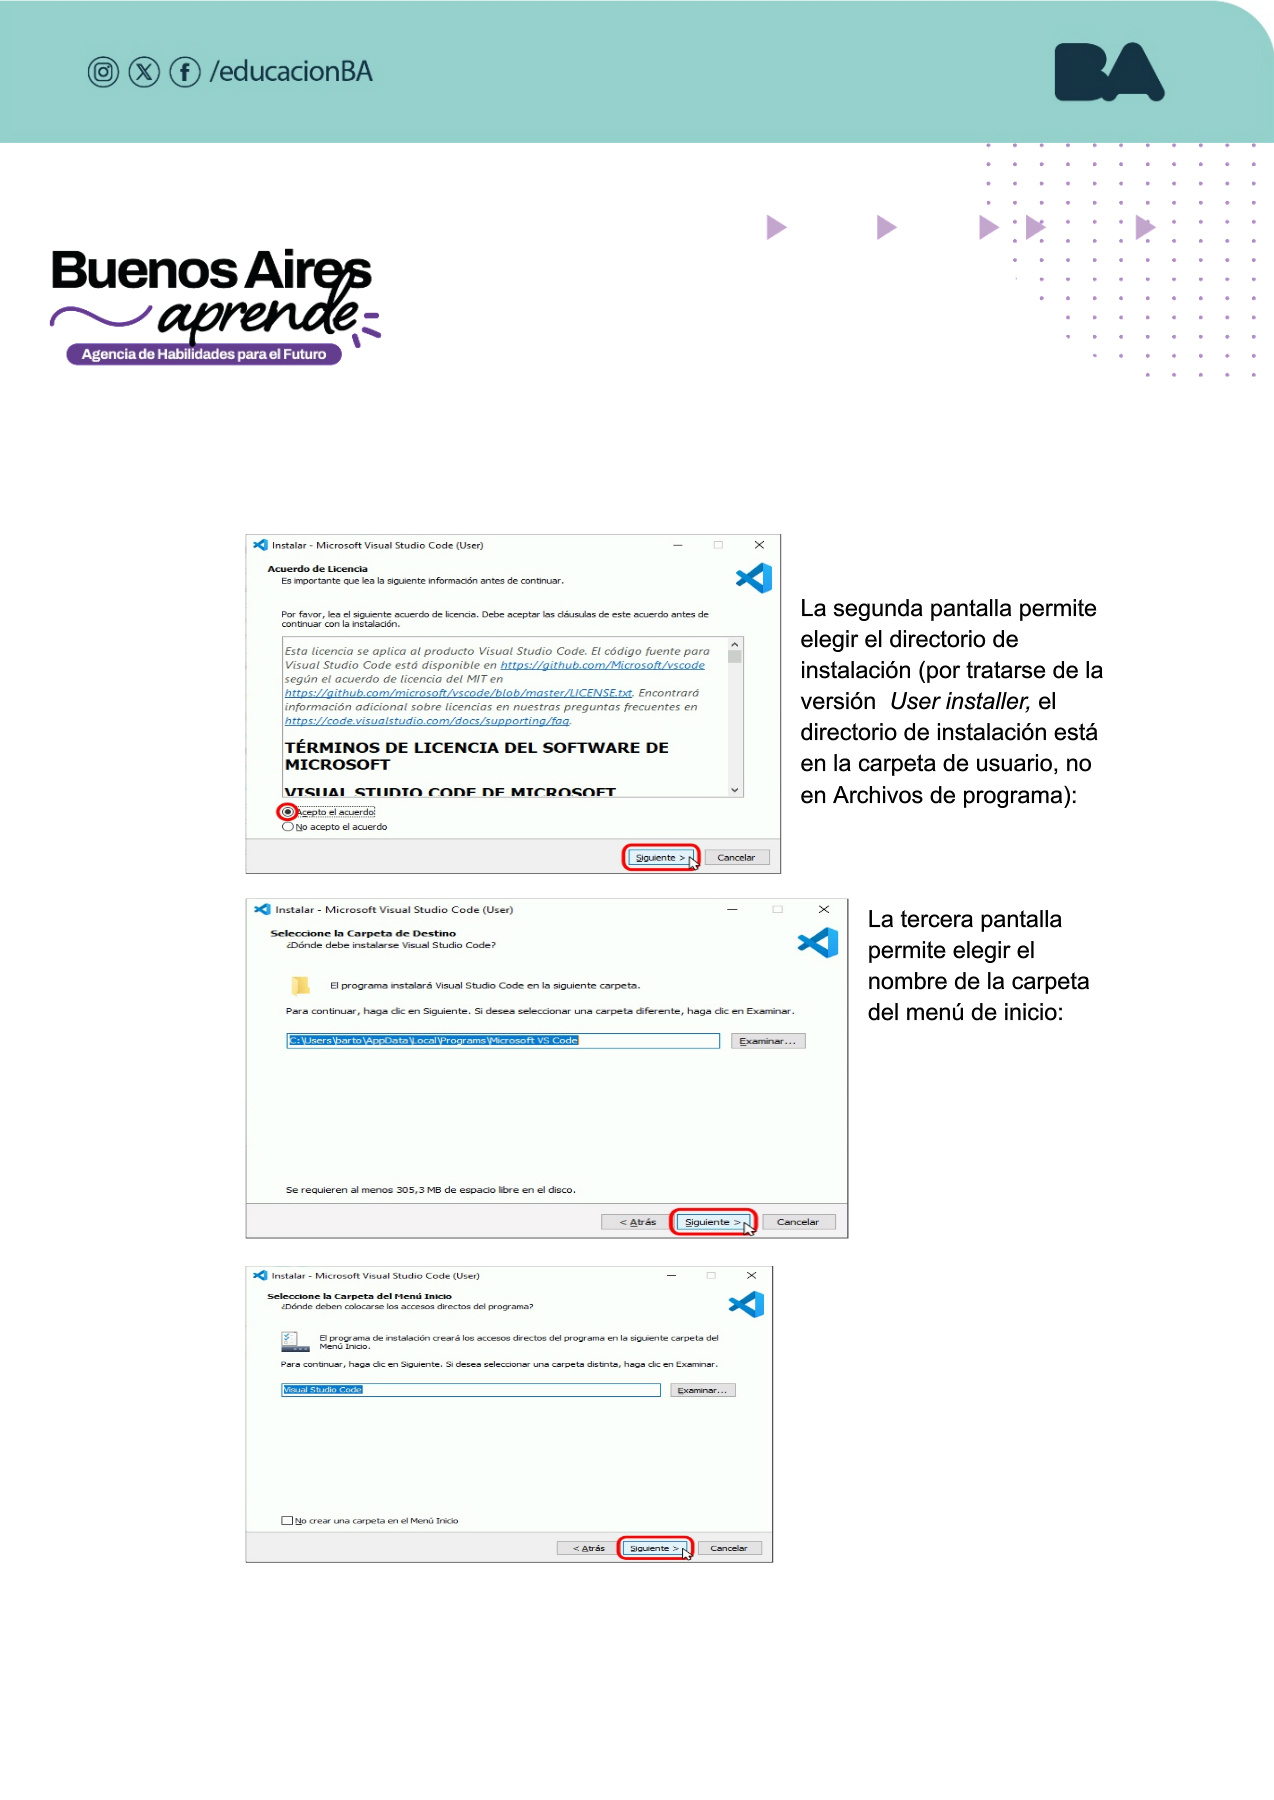 /educacionBA
BA
Buenos Aires
aprende
Agencia de Habilidades para el Futuro
Instalar - Microsoft Visual Studio Code (User)
Acuerdo de Licencia
Es importante que lea la siguiente información antes de continuar.
Por favor, lea el siguiente acuerdo de licencia. Debe aceptar las cláusulas de este acuerdo antes de
continuar con la instalación.
Esta licencia se aplica al producto Visual Studio Code. El código fuente para
Visual Studio Code está disponible en https://github.com/Microsoft/vscode
según el acuerdo de licencia del MIT en
https://github.com/microsoft/vscode/blob/master/LICENSE.txt. Encontrará
información adicional sobre licencias en nuestras preguntas frecuentes en
https://code.visualstudio.com/docs/supporting/faq.
TÉRMINOS DE LICENCIA DEL SOFTWARE DE
MICROSOFT
VISUAL STUDIO CODE DE MICROSOFT
Acepto el acuerdo
No acepto el acuerdo
Siguiente >
Cancelar
La segunda pantalla permite
elegir el directorio de
instalación (por tratarse de la
versión User installer, el
directorio de instalación está
en la carpeta de usuario, no
en Archivos de programa):
Instalar - Microsoft Visual Studio Code (User)
Seleccione la Carpeta de Destino
¿Dónde debe instalarse Visual Studio Code?
El programa instalará Visual Studio Code en la siguiente carpeta.
Para continuar, haga clic en Siguiente. Si desea seleccionar una carpeta diferente, haga clic en Examinar.
C:\Users\barto\AppData\Local\Programs\Microsoft VS Code
Examinar...
Se requieren al menos 305,3 MB de espacio libre en el disco.
< Atrás
Siguiente >
Cancelar
La tercera pantalla
permite elegir el
nombre de la carpeta
del menú de inicio:
Instalar - Microsoft Visual Studio Code (User)
Seleccione la Carpeta del Menú Inicio
¿Dónde deben colocarse los accesos directos del programa?
El programa de instalación creará los accesos directos del programa en la siguiente carpeta del
Menú Inicio.
Para continuar, haga clic en Siguiente. Si desea seleccionar una carpeta distinta, haga clic en Examinar.
Visual Studio Code
Examinar...
No crear una carpeta en el Menú Inicio
< Atrás
Siguiente >
Cancelar